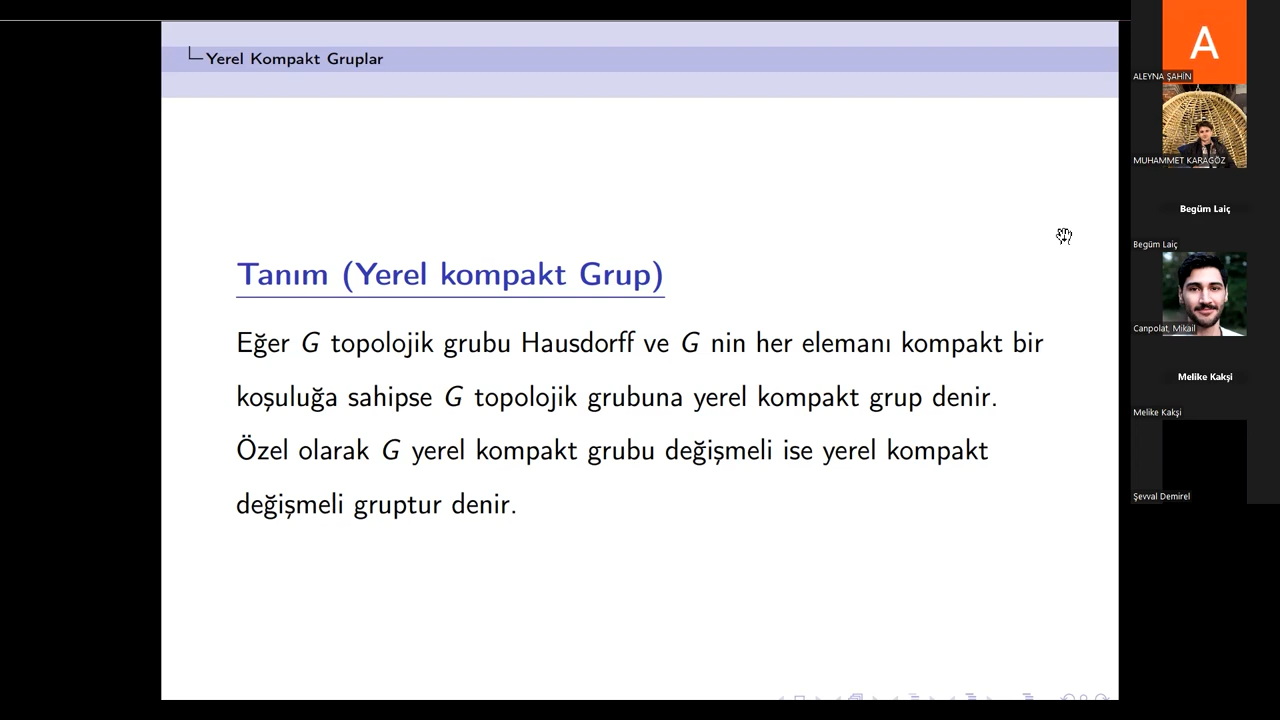 Yerel Kompakt Gruplar
Tanım (Yerel kompakt Grup)
Eğer G topolojik grubu Hausdorff ve G nin her elemanı kompakt bir
koşuluğa sahipse G topolojik grubuna yerel kompakt grup denir.
Özel olarak G yerel kompakt grubu değişmeli ise yerel kompakt
değişmeli gruptur denir.
A
ALEYNA ŞAHİN
MUHAMMET KARAGÖZ
Begüm Laiç
Begüm Laiç
Canpolat, Mikail
Melike Kakşi
Melike Kakşi
Şevval Demirel